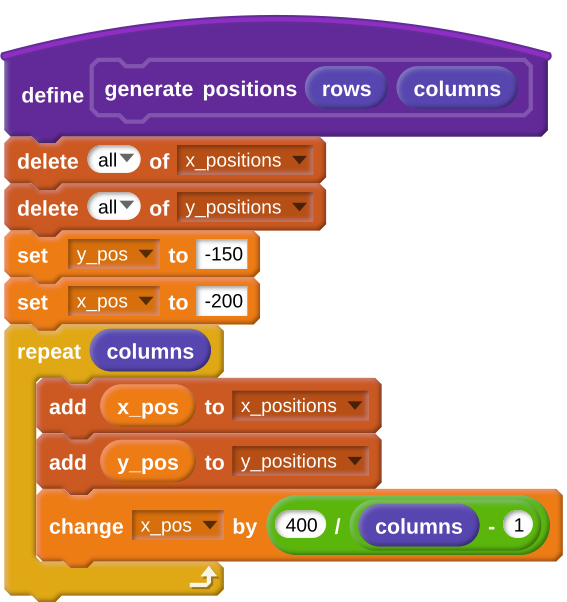 define generate positions rows columns
delete all of x_positions
delete all of y_positions
set y_pos to -150
set x_pos to -200
repeat columns
add x_pos to x_positions
add y_pos to y_positions
change x_pos by 400 / columns - 1